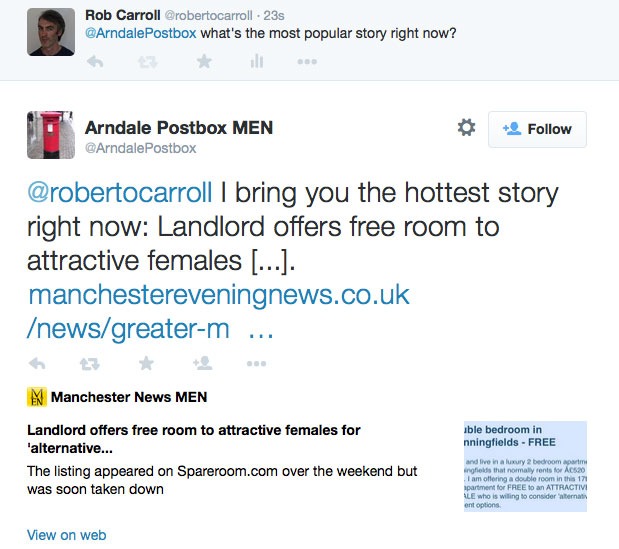 Rob Carroll @robertocarroll · 23s
@ArndalePostbox what's the most popular story right now?
Arndale Postbox MEN
@ArndalePostbox
Follow
@robertocarroll I bring you the hottest story
right now: Landlord offers free room to
attractive females [...].
manchestereveningnews.co.uk
/news/greater-m …
MEN
Manchester News MEN
Landlord offers free room to attractive females for
'alternative...
The listing appeared on Spareroom.com over the weekend but
was soon taken down
uble bedroom in
nningfields - FREE
and live in a luxury 2 bedroom apartme
ingfields that normally rents for Â£520
. I am offering a double room in this 17t
apartment for FREE to an ATTRACTIVE
ALE who is willing to consider 'alternativ
ent options.
View on web